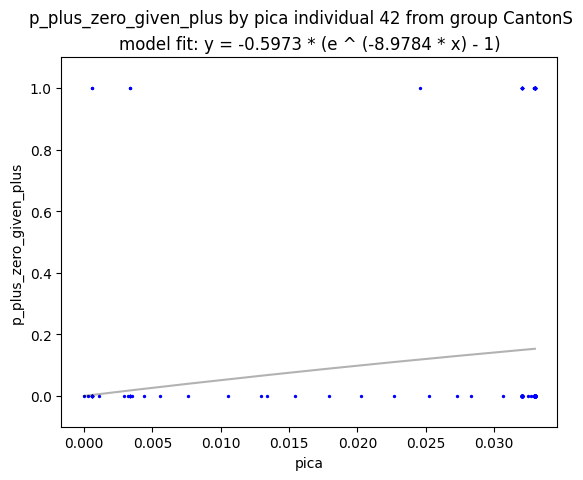 p_plus_zero_given_plus by pica individual 42 from group CantonS
model fit: y = -0.5973 * (e ^ (-8.9784 * x) - 1)
1.0
0.8
0.6
0.4
0.2
0.0
p_plus_zero_given_plus
0.000 0.005 0.010 0.015 0.020 0.025 0.030
pica